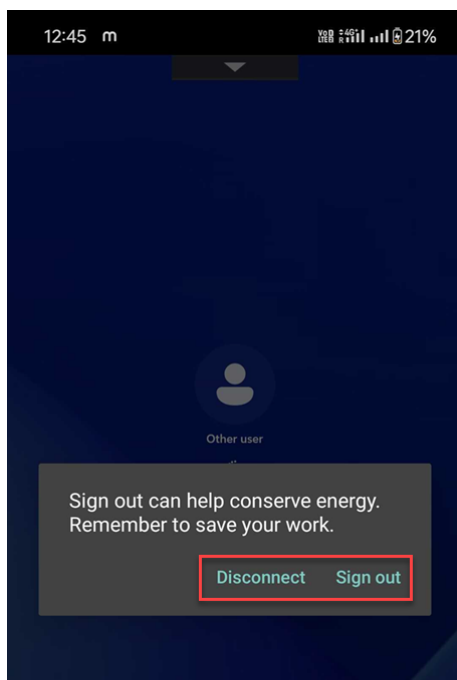 12:45 m 21%
Other user
Sign out can help conserve energy.
Remember to save your work.
Disconnect Sign out